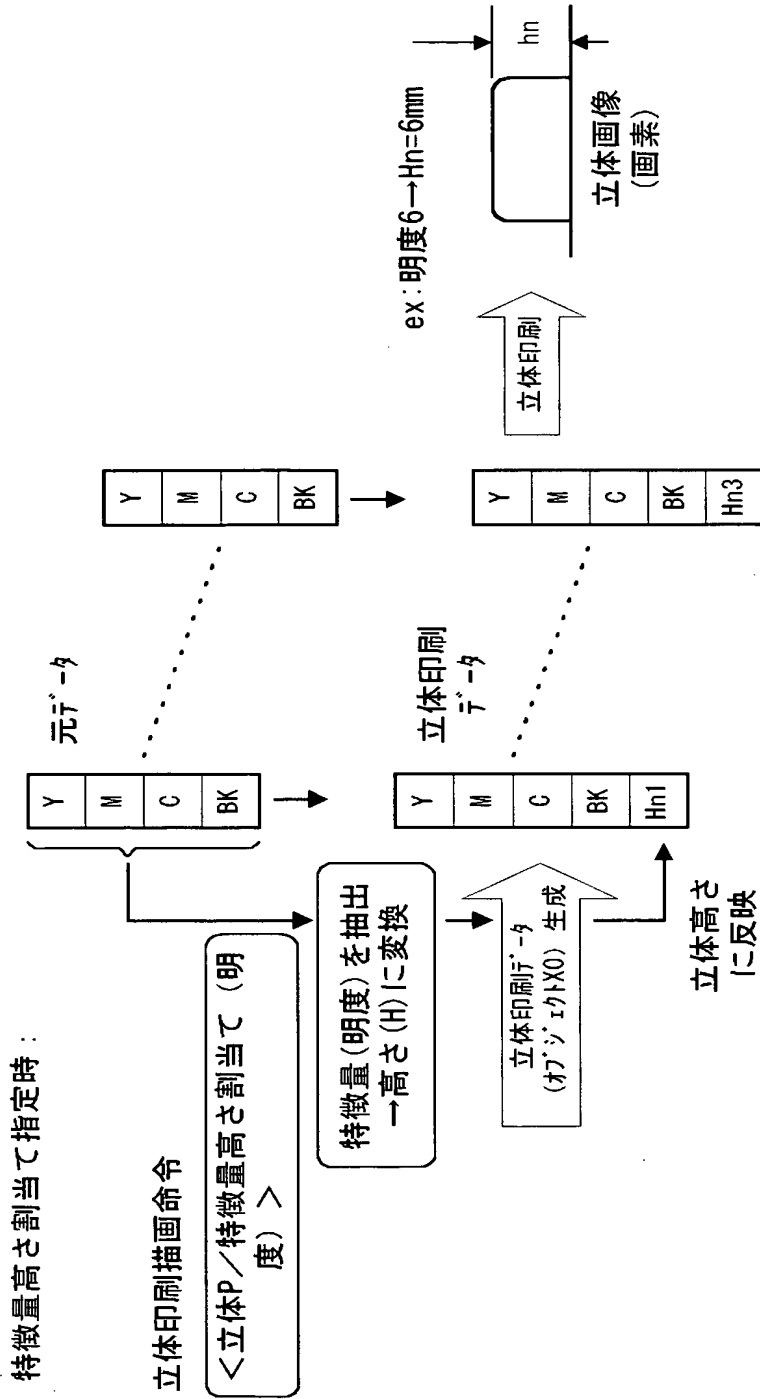 特徴量高さ割当て指定時:
立体印刷描画命令
<立体P/特徴量高さ割当て(明
度)>
特徴量(明度)を抽出
→高さ(H)に変換
立体印刷データ
(オブジェクトXO) 生成
立体高さ
に反映
元データ
Y
M
C
BK
Y
M
C
BK
立体印刷
データ
Y
M
C
BK
Hn1
Y
M
C
BK
Hn3
立体印刷
ex:明度6→Hn=6mm
hn
立体画像
(画素)